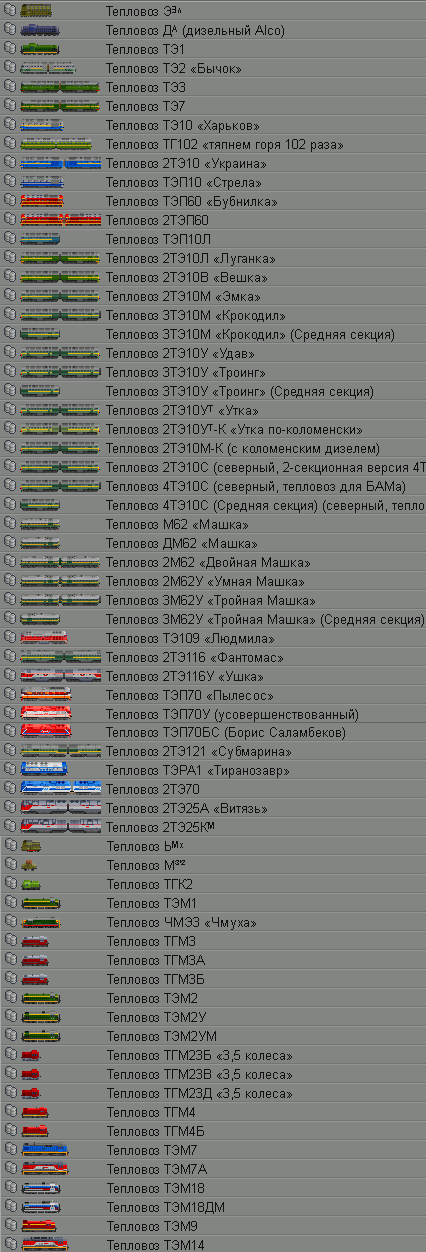 Тепловоз Эᵉˡ
Тепловоз Дᴬ (дизельный Alco)
Тепловоз ТЭ1
Тепловоз ТЭ2 «Бычок»
Тепловоз ТЭ3
Тепловоз ТЭ7
Тепловоз ТЭ10 «Харьков»
Тепловоз ТГ102 «тяпнем горя 102 раза»
Тепловоз 2ТЭ10 «Украина»
Тепловоз ТЭП10 «Стрела»
Тепловоз ТЭП60 «Бубнилка»
Тепловоз 2ТЭП60
Тепловоз ТЭП10Л
Тепловоз 2ТЭ10Л «Луганка»
Тепловоз 2ТЭ10В «Вешка»
Тепловоз 2ТЭ10М «Эмка»
Тепловоз 3ТЭ10М «Крокодил»
Тепловоз 3ТЭ10М «Крокодил» (Средняя секция)
Тепловоз 2ТЭ10У «Удав»
Тепловоз 3ТЭ10У «Троинг»
Тепловоз 3ТЭ10У «Троинг» (Средняя секция)
Тепловоз 2ТЭ10Уᵀ «Утка»
Тепловоз 2ТЭ10Уᵀ-К «Утка по-коломенски»
Тепловоз 2ТЭ10М-К (с коломенским дизелем)
Тепловоз 2ТЭ10С (северный, 2-секционная версия 4Т
Тепловоз 4ТЭ10С (северный, тепловоз для БАМа)
Тепловоз 4ТЭ10С (Средняя секция) (северный, тепло
Тепловоз М62 «Машка»
Тепловоз ДМ62 «Машка»
Тепловоз 2М62 «Двойная Машка»
Тепловоз 2М62У «Умная Машка»
Тепловоз 3М62У «Тройная Машка»
Тепловоз 3М62У «Тройная Машка» (Средняя секция)
Тепловоз ТЭ109 «Людмила»
Тепловоз 2ТЭ116 «Фантомас»
Тепловоз 2ТЭ116У «Ушка»
Тепловоз ТЭП70 «Пылесос»
Тепловоз ТЭП70У (усовершенствованный)
Тепловоз ТЭП70БС (Борис Саламбеков)
Тепловоз 2ТЭ121 «Субмарина»
Тепловоз ТЭРА1 «Тиранозавр»
Тепловоз 2ТЭ70
Тепловоз 2ТЭ25А «Витязь»
Тепловоз 2ТЭ25Кᴹ
Тепловоз
Тепловоз
Тепловоз ТГК2
Тепловоз ТЭМ1
Тепловоз ЧМЭ3 «Чмуха»
Тепловоз ТГМ3
Тепловоз ТГМ3А
Тепловоз ТГМ3Б
Тепловоз ТЭМ2
Тепловоз ТЭМ2У
Тепловоз ТЭМ2УМ
Тепловоз ТГМ23Б «3,5 колеса»
Тепловоз ТГМ23В «3,5 колеса»
Тепловоз ТГМ23Д «3,5 колеса»
Тепловоз ТГМ4
Тепловоз ТГМ4Б
Тепловоз ТЭМ7
Тепловоз ТЭМ7А
Тепловоз ТЭМ18
Тепловоз ТЭМ18ДМ
Тепловоз ТЭМ9
Тепловоз ТЭМ14